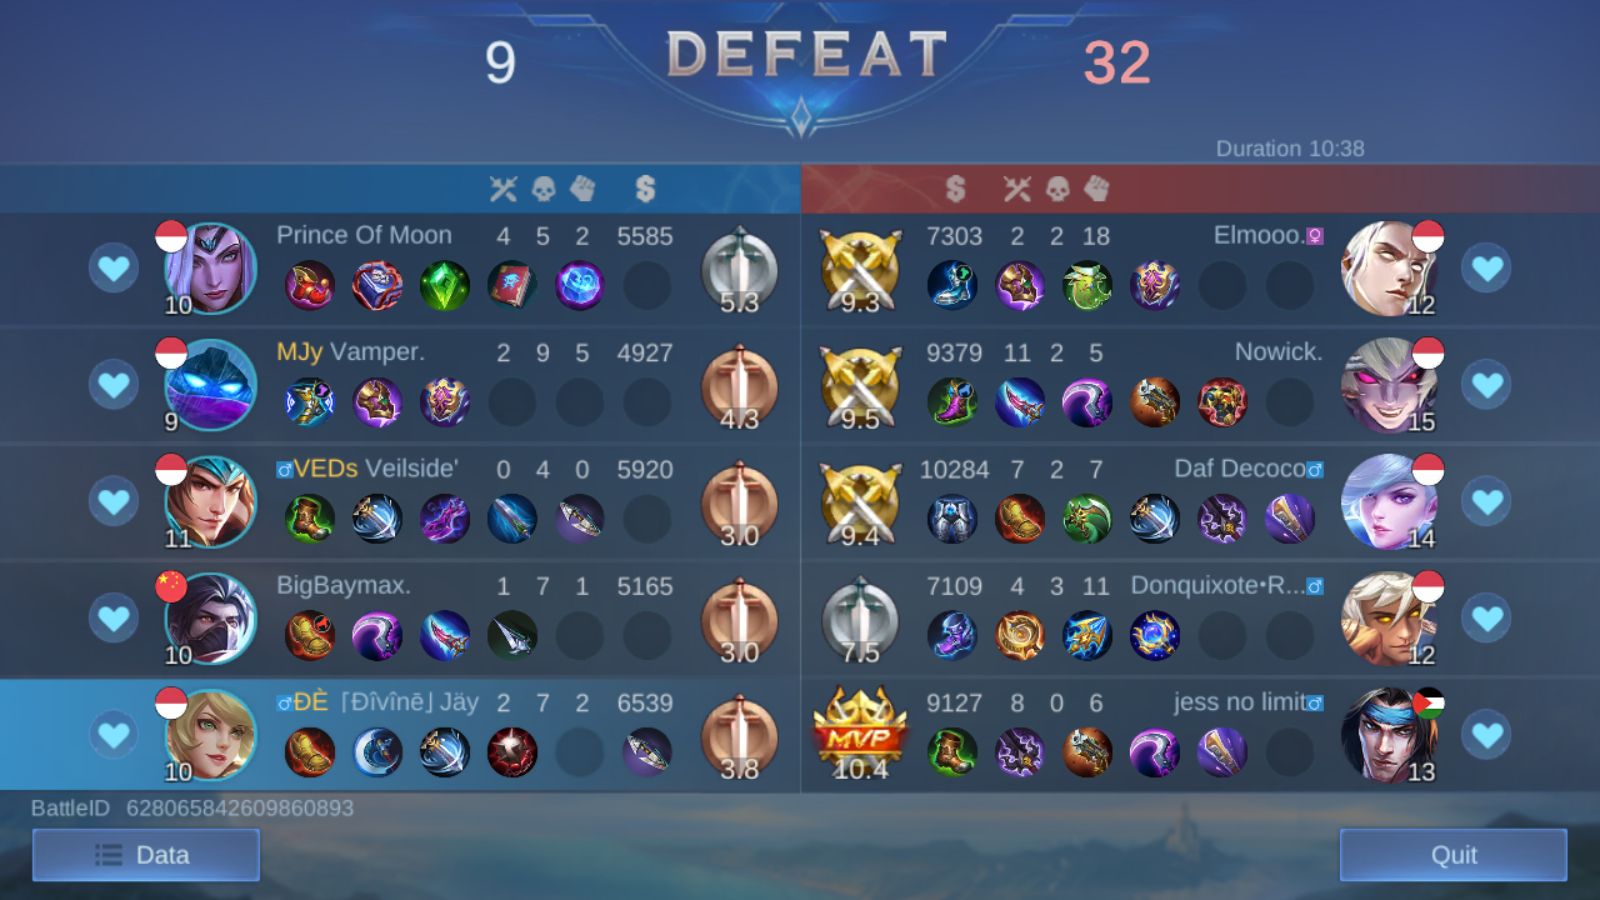 9 DEFEAT 32
Duration 10:38
Prince Of Moon 4 5 2 5585
10 5.3
7303 2 2 18 Elmooo.
9.3 12
MJy Vamper. 2 9 5 4927
9 4.3
9379 11 2 5 Nowick.
9.5 15
VEDs Veilside' 0 4 0 5920
11 3.0
10284 7 2 7 Daf Decoco
9.4 14
BigBaymax. 1 7 1 5165
10 3.0
7109 4 3 11 Donquixote•R...
7.5 12
ĐÈ ⌈Đîvînē⌋ Jäy 2 7 2 6539
10 3.8
9127 8 0 6 jess no limit
MVP
10.4 13
BattleID 628065842609860893
Data Quit